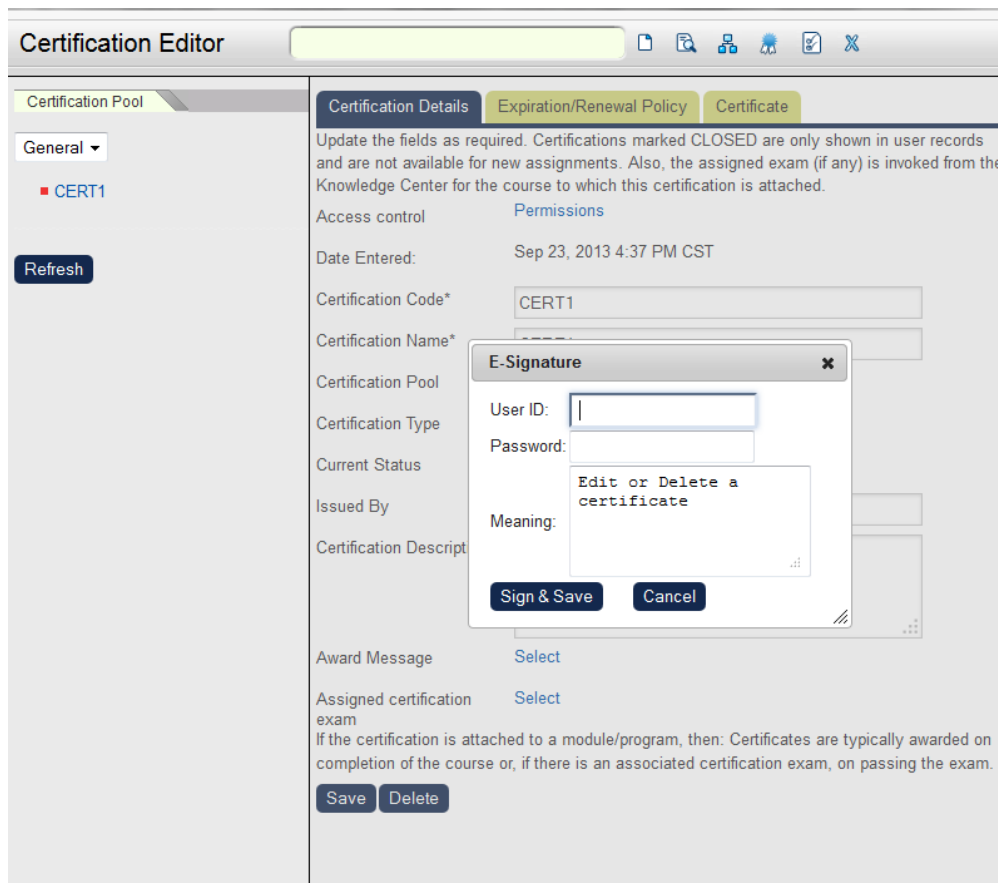 Certification Editor
Certification Pool
General
CERT1
Refresh
Certification Details
Expiration/Renewal Policy
Certificate
Update the fields as required. Certifications marked CLOSED are only shown in user records
and are not available for new assignments. Also, the assigned exam (if any) is invoked from the
Knowledge Center for the course to which this certification is attached.
Access control Permissions
Date Entered: Sep 23, 2013 4:37 PM CST
Certification Code* CERT1
Certification Name*
Certification Pool
Certification Type
Current Status
Issued By
Certification Descript
E-Signature
User ID:
Password:
Meaning:
Edit or Delete a
certificate
Sign & Save
Cancel
Award Message Select
Assigned certification Select
exam
If the certification is attached to a module/program, then: Certificates are typically awarded on
completion of the course or, if there is an associated certification exam, on passing the exam.
Save
Delete